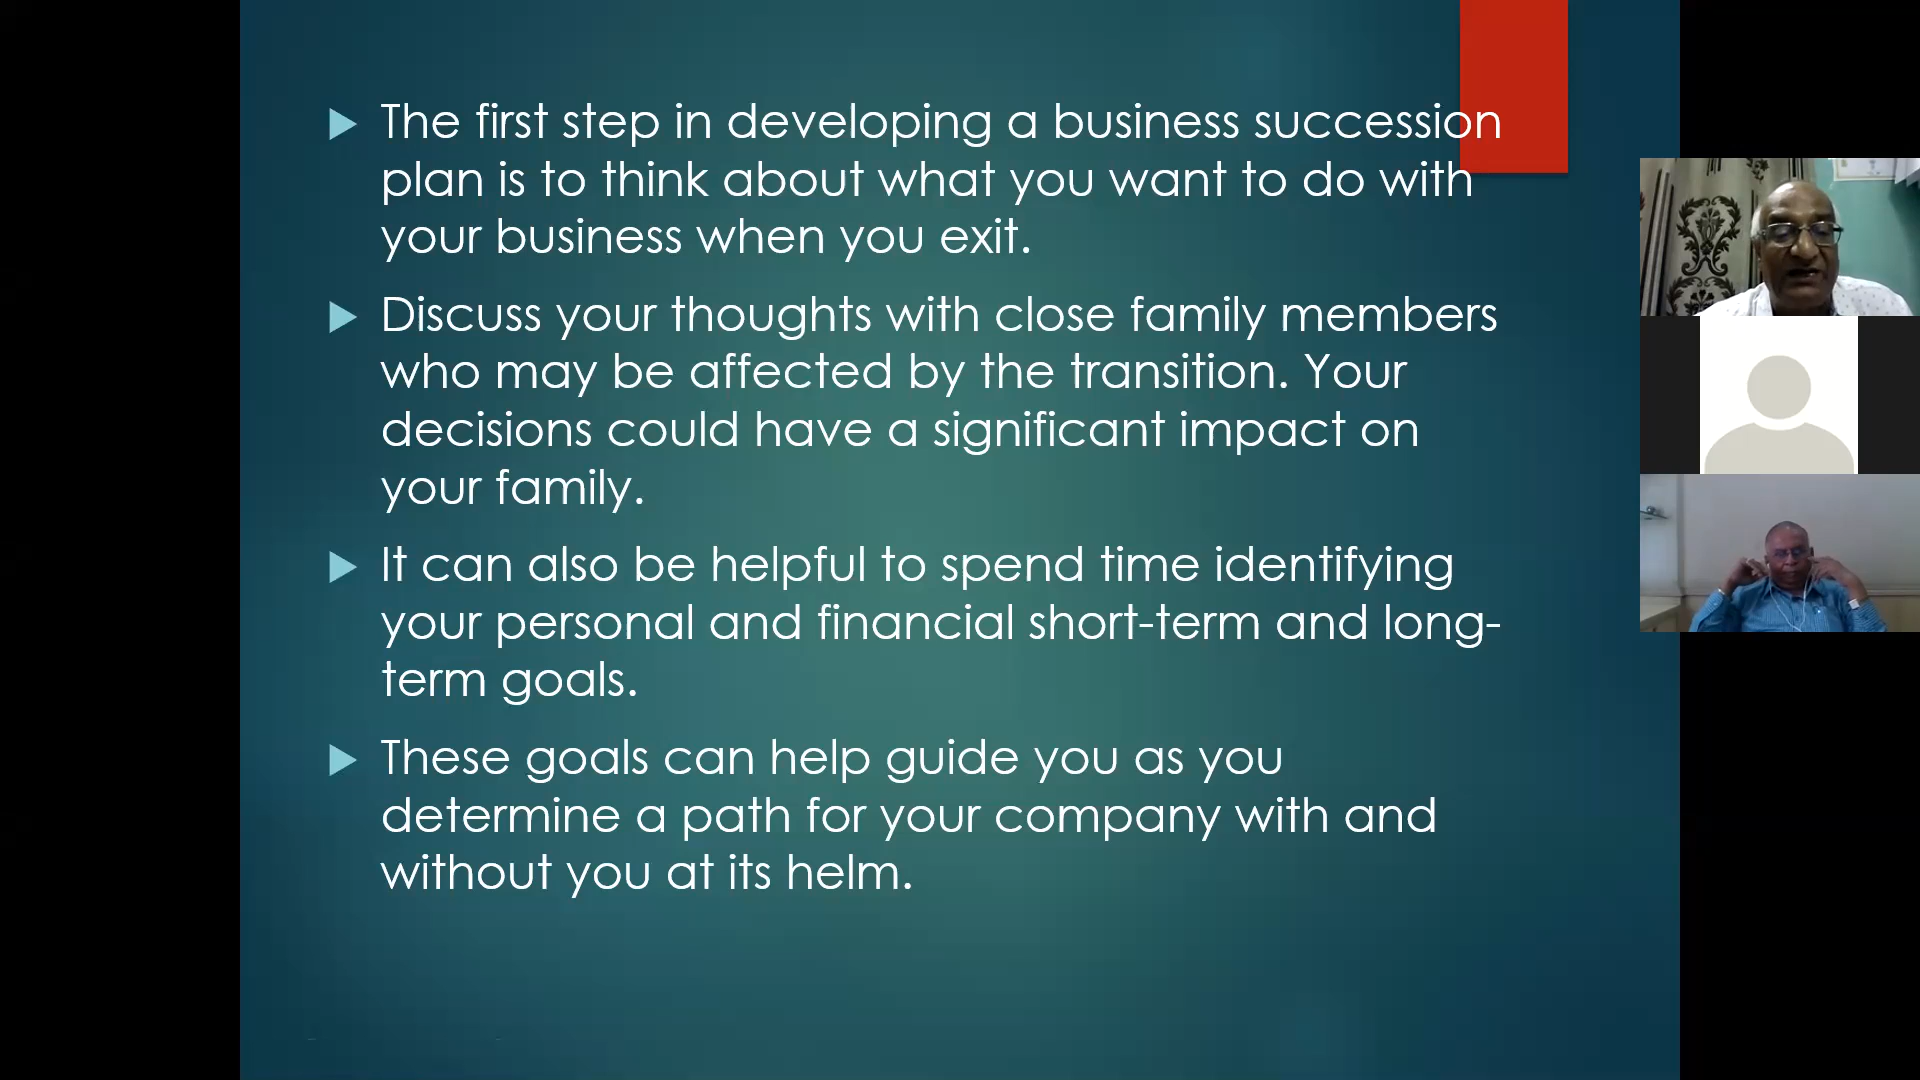 The first step in developing a business succession
plan is to think about what you want to do with
your business when you exit.
Discuss your thoughts with close family members
who may be affected by the transition. Your
decisions could have a significant impact on
your family.
It can also be helpful to spend time identifying
your personal and financial short-term and long-
term goals.
These goals can help guide you as you
determine a path for your company with and
without you at its helm.